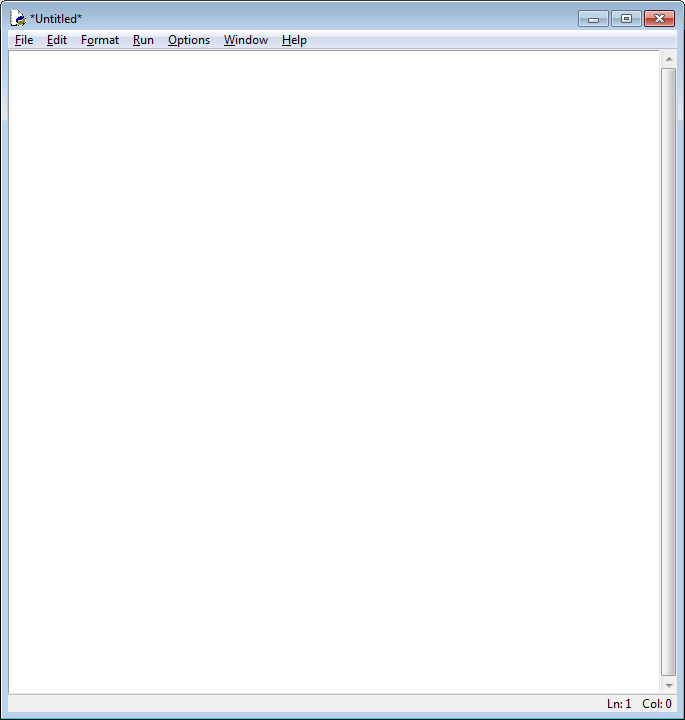 *Untitled*
File Edit Format Run Options Window Help
Ln: 1 Col: 0